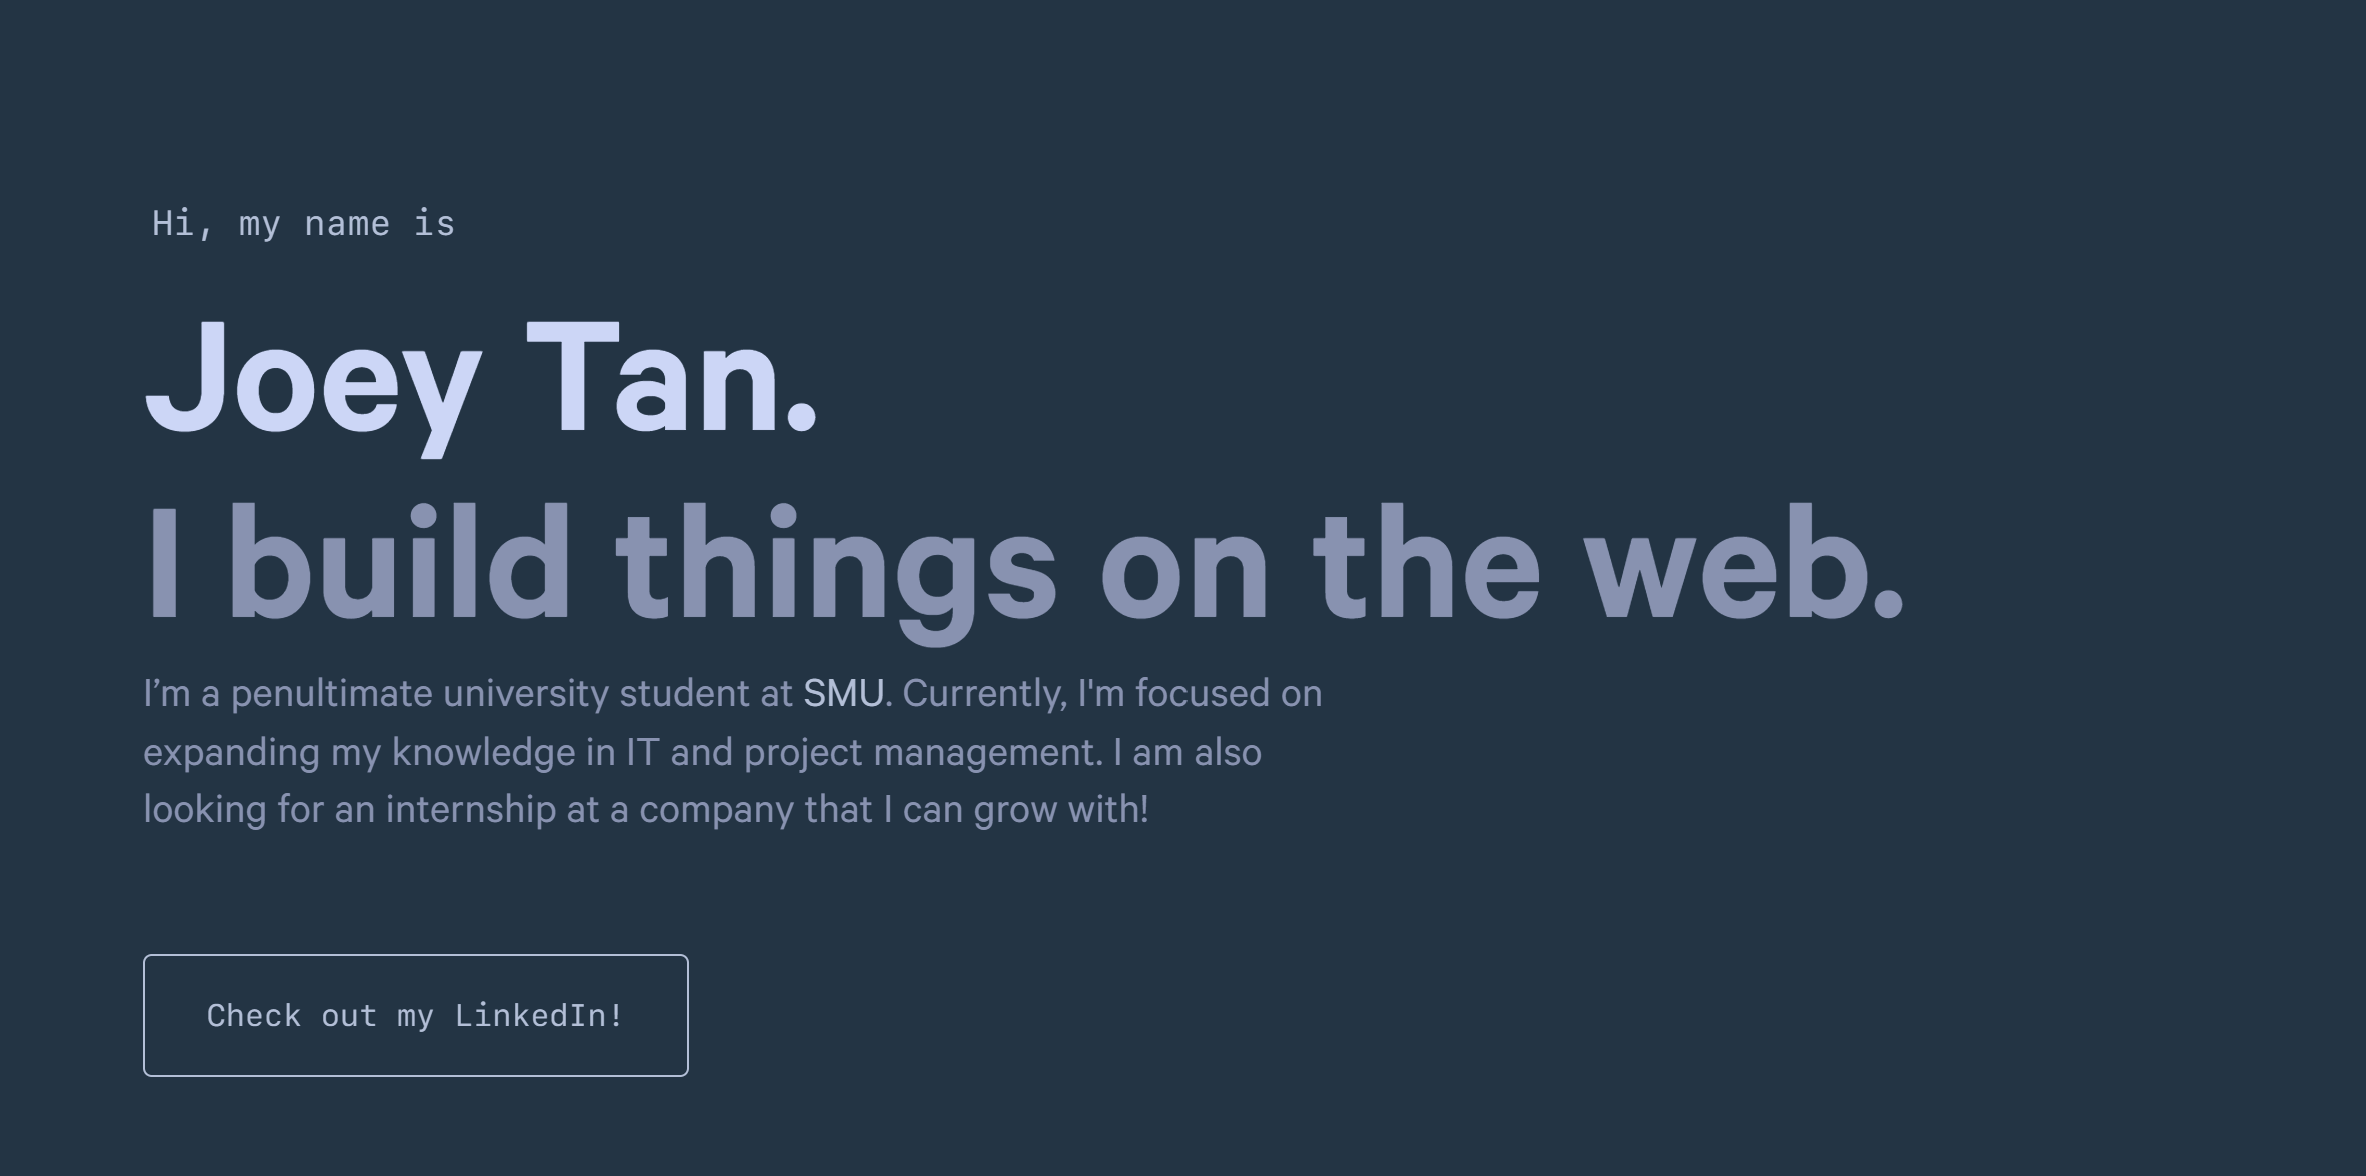 Hi, my name is
Joey Tan.
I build things on the web.
I’m a penultimate university student at SMU. Currently, I'm focused on
expanding my knowledge in IT and project management. I am also
looking for an internship at a company that I can grow with!
Check out my LinkedIn!